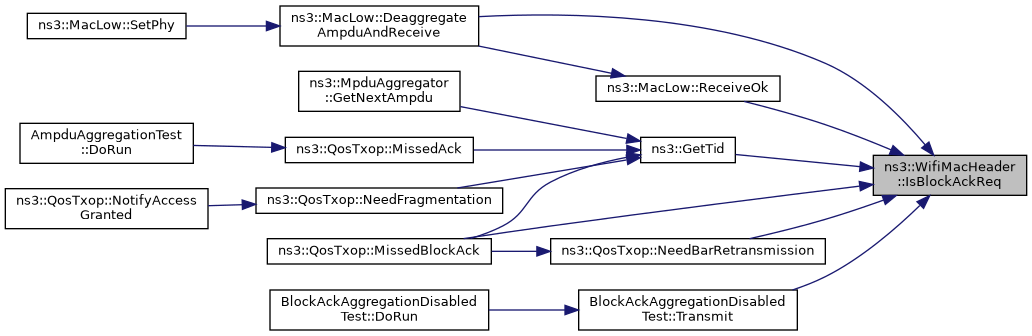 ns3::MacLow::SetPhy
ns3::MacLow::Deaggregate
AmpduAndReceive
ns3::MpduAggregator
::GetNextAmpdu
ns3::MacLow::ReceiveOk
AmpduAggregationTest
::DoRun
ns3::QosTxop::MissedAck
ns3::GetTid
ns3::WifiMacHeader
::IsBlockAckReq
ns3::QosTxop::NotifyAccess
Granted
ns3::QosTxop::NeedFragmentation
ns3::QosTxop::MissedBlockAck
ns3::QosTxop::NeedBarRetransmission
BlockAckAggregationDisabled
Test::DoRun
BlockAckAggregationDisabled
Test::Transmit